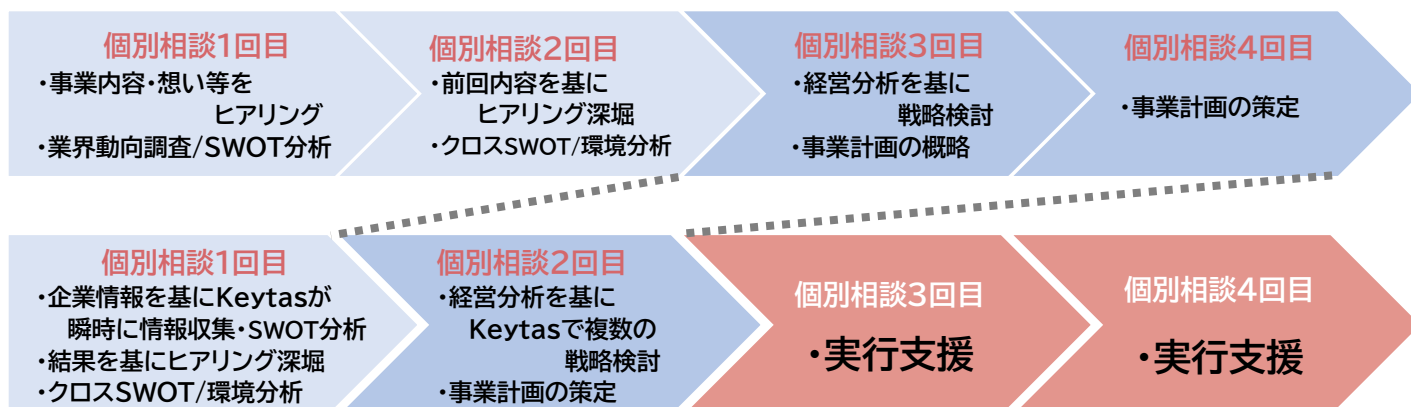 個別相談1回目
・事業内容・想い等を
ヒアリング
・業界動向調査/SWOT分析
個別相談2回目
・前回内容を基に
ヒアリング深堀
・クロスSWOT/環境分析
個別相談3回目
・経営分析を基に
戦略検討
・事業計画の概略
個別相談4回目
・事業計画の策定
個別相談1回目
・企業情報を基にKeytasが
瞬時に情報収集・SWOT分析
・結果を基にヒアリング深堀
・クロスSWOT/環境分析
個別相談2回目
・経営分析を基に
Keytasで複数の
戦略検討
・事業計画の策定
個別相談3回目
・実行支援
個別相談4回目
・実行支援